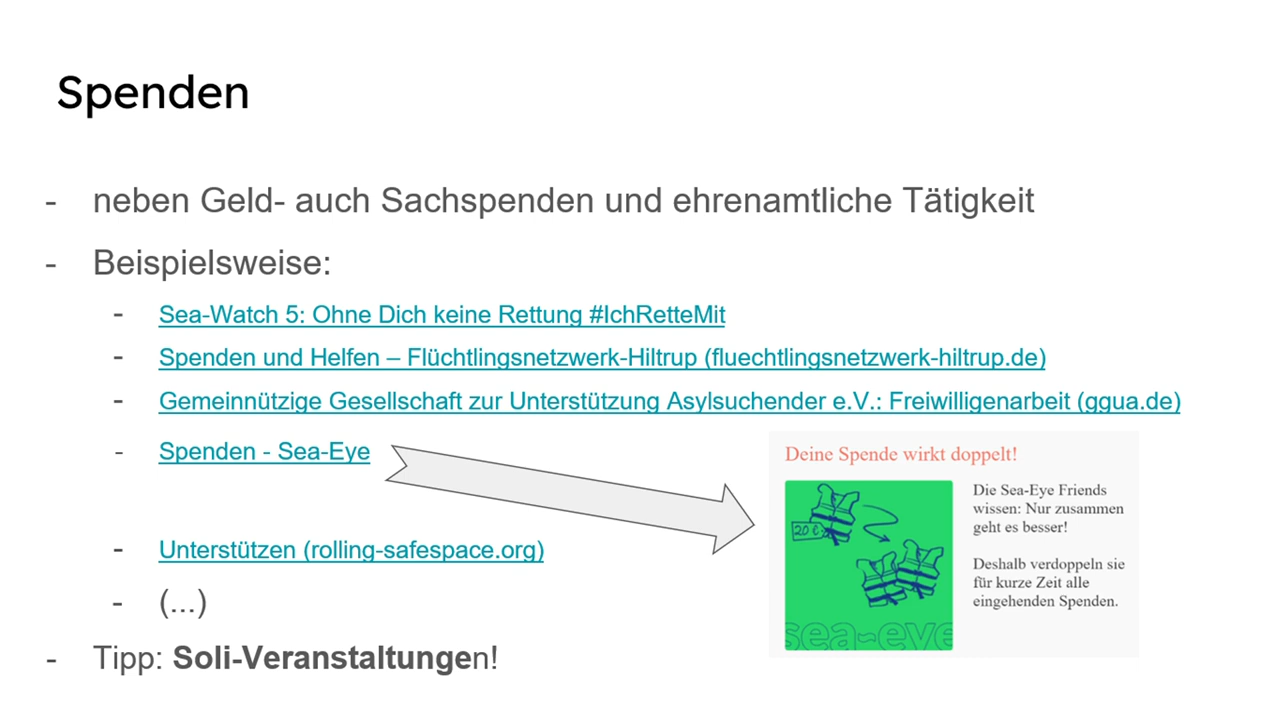 Spenden
- neben Geld- auch Sachspenden und ehrenamtliche Tätigkeit
- Beispielsweise:
- Sea-Watch 5: Ohne Dich keine Rettung #IchRetteMit
- Spenden und Helfen – Flüchtlingsnetzwerk-Hiltrup (fluechtlingsnetzwerk-hiltrup.de)
- Gemeinnützige Gesellschaft zur Unterstützung Asylsuchender e.V.: Freiwilligenarbeit (ggua.de)
- Spenden - Sea-Eye
Deine Spende wirkt doppelt!
20 €
sea-eye
Die Sea-Eye Friends
wissen: Nur zusammen
geht es besser!
Deshalb verdoppeln sie
für kurze Zeit alle
eingehenden Spenden.
- Unterstützen (rolling-safespace.org)
- (...)
- Tipp: Soli-Veranstaltungen!